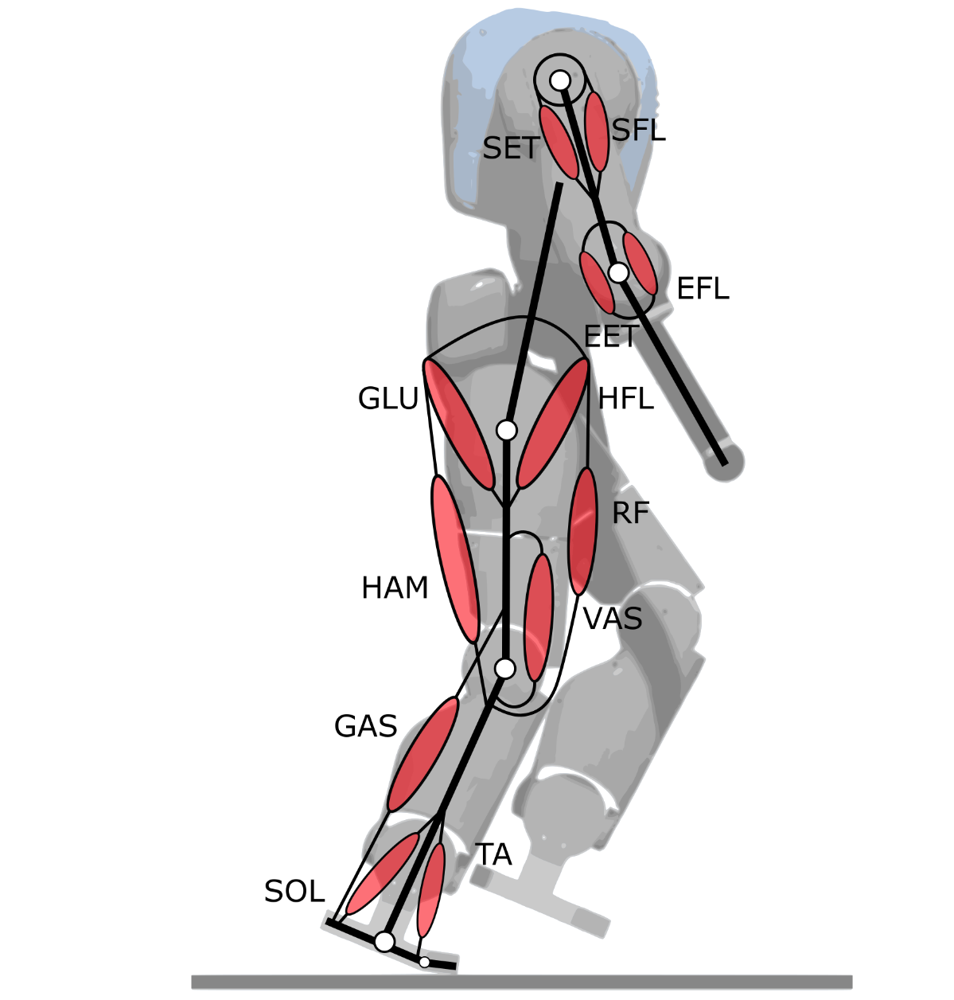 SFL
SET
EFL
EET
GLU
HFL
RF
HAM
VAS
GAS
TA
SOL